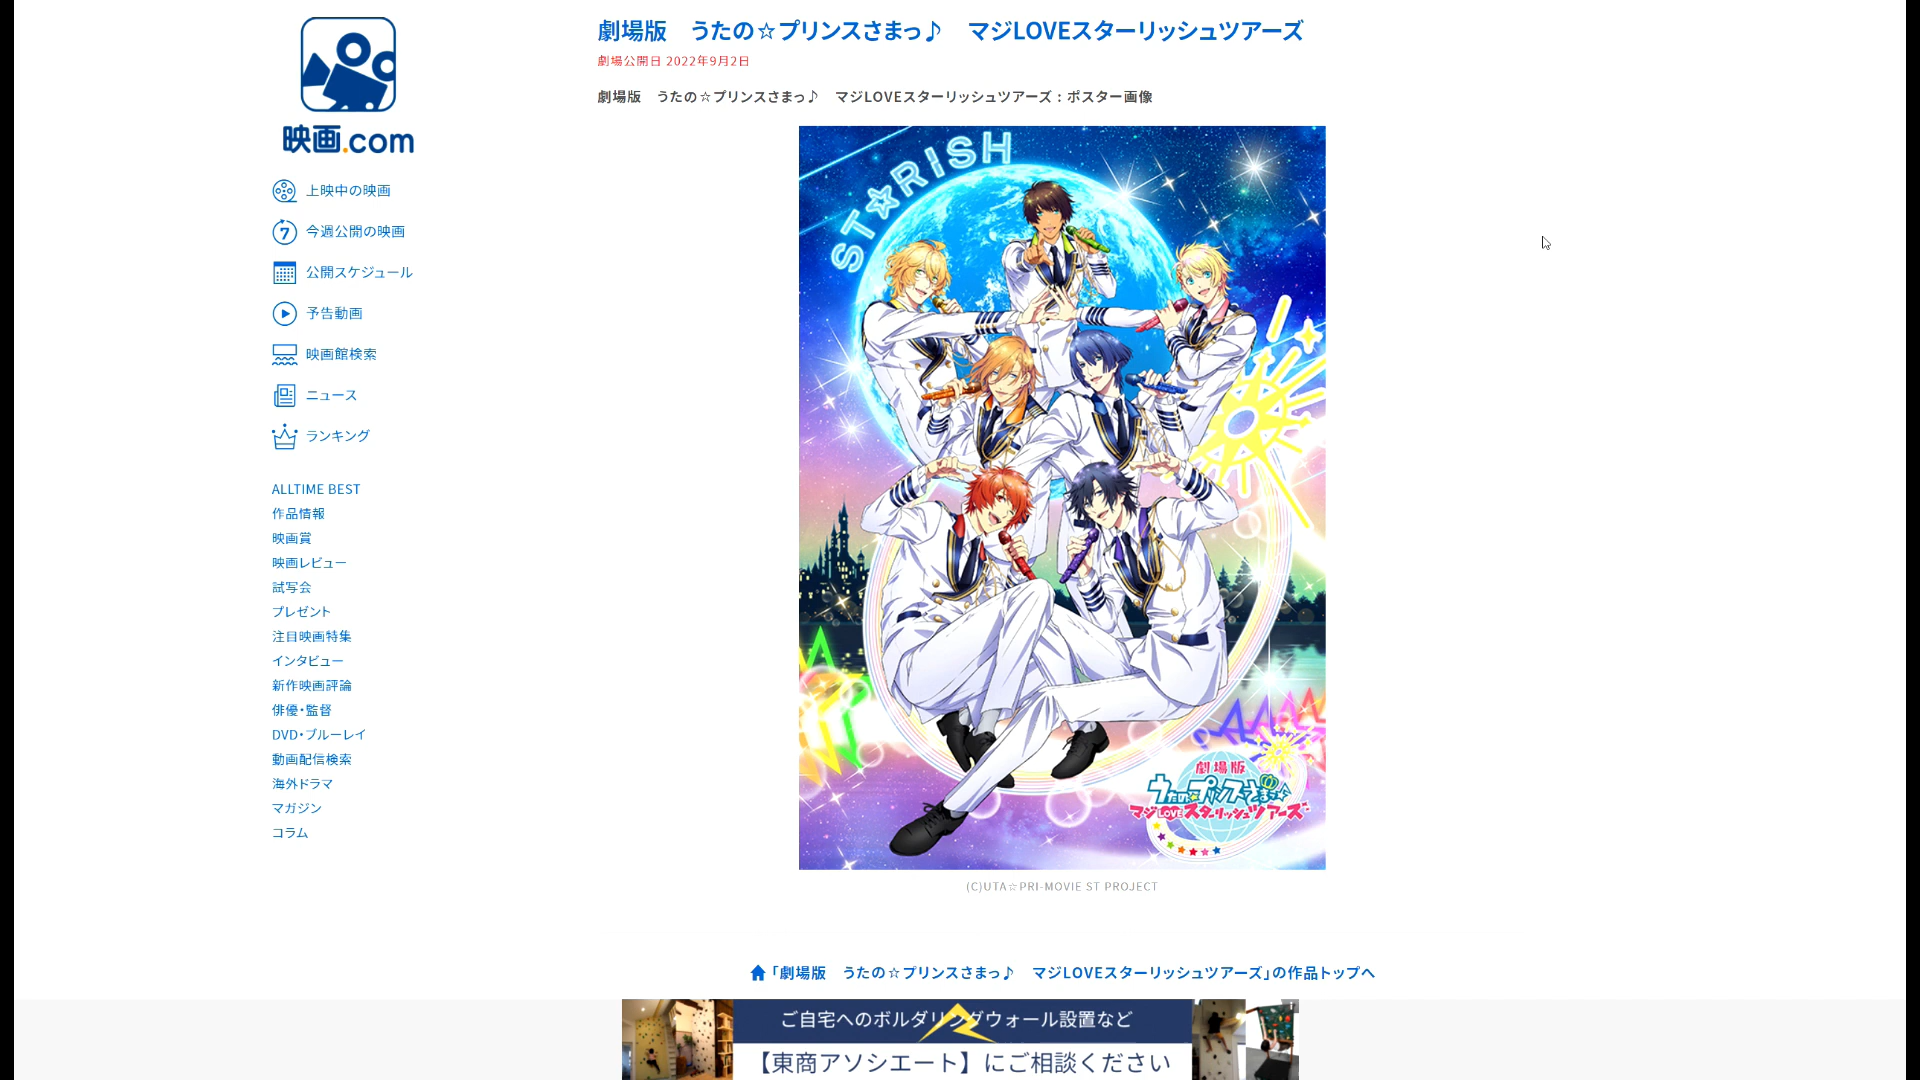 映画.com
上映中の映画
7
今週公開の映画
公開スケジュール
予告動画
映画館検索
ニュース
ランキング
ALLTIME BEST
作品情報
映画賞
映画レビュー
試写会
プレゼント
注目映画特集
インタビュー
新作映画評論
俳優・監督
DVD・ブルーレイ
動画配信検索
海外ドラマ
マガジン
コラム
劇場版　うたの☆プリンスさまっ♪　マジLOVEスターリッシュツアーズ
劇場公開日 2022年9月2日
劇場版　うたの☆プリンスさまっ♪　マジLOVEスターリッシュツアーズ：ポスター画像
ST☆RISH
劇場版
うたの☆プリンスさまっ♪
マジLOVEスターリッシュツアーズ
(C)UTA☆PRI-MOVIE ST PROJECT
「劇場版　うたの☆プリンスさまっ♪　マジLOVEスターリッシュツアーズ」の作品トップへ
ご自宅へのボルダリングウォール設置など
【東商アソシエート】にご相談ください